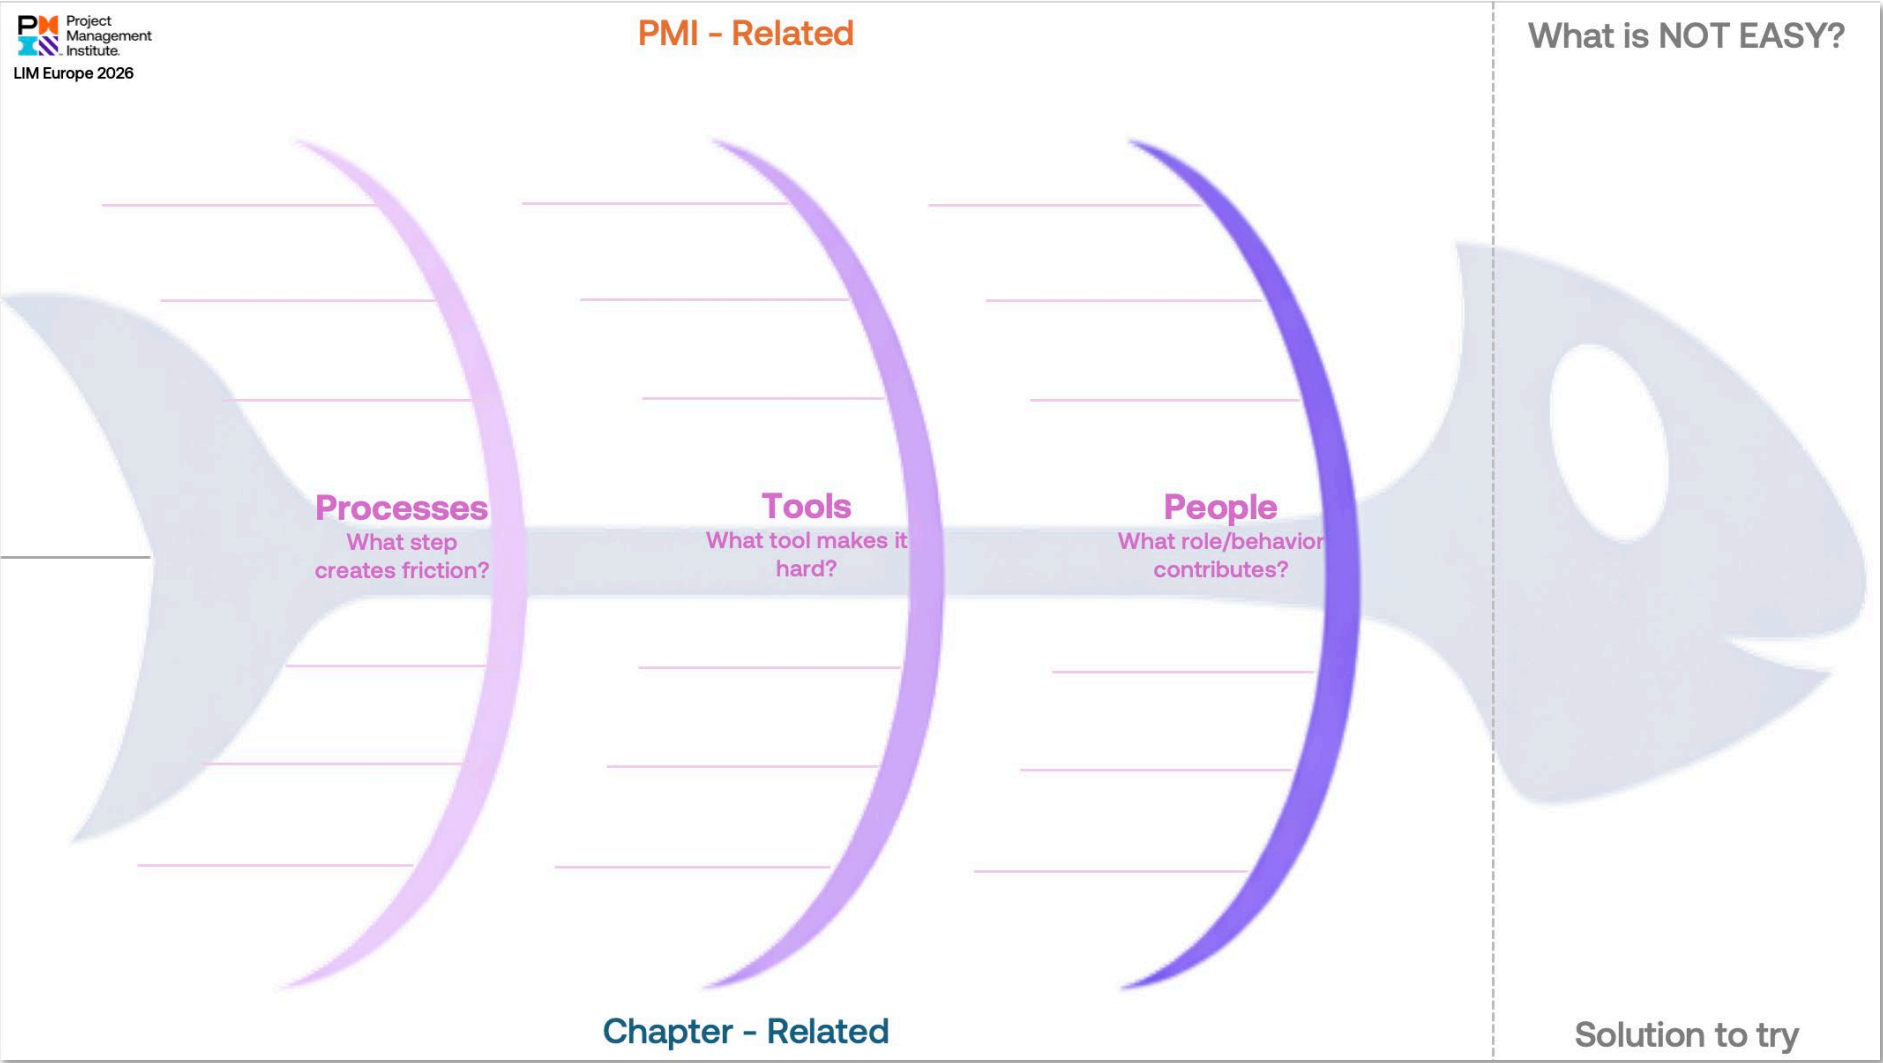 Project
Management
Institute.
LIM Europe 2026
PMI - Related
What is NOT EASY?
Processes
What step
creates friction?
Tools
What tool makes it
hard?
People
What role/behavior
contributes?
Chapter - Related
Solution to try